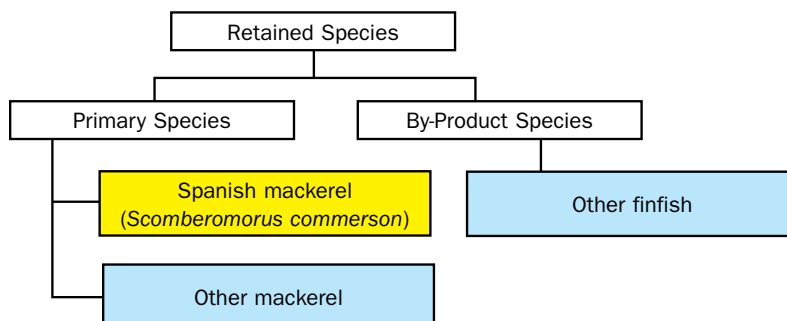 Retained Species
Primary Species
By-Product Species
Spanish mackerel
(Scomberomorus commerson)
Other finfish
Other mackerel